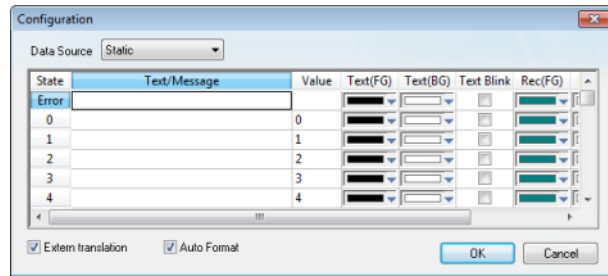 Configuration
Data Source Static
State Text/Message Value Text(FG) Text(BG) Text Blink Rec(FG)
Error
0 0
1 1
2 2
3 3
4 4
Extern translation Auto Format OK Cancel